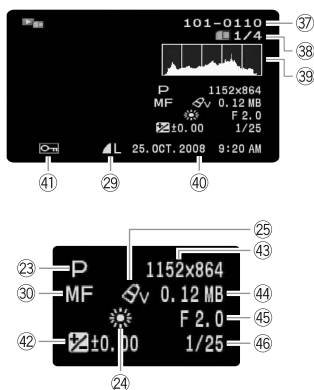 101-0110 ㊲
1/4 ㊳
㊴
P 1152x864
MF V 0.12 MB
F 2.0
±0.00 1/25
L 25.OCT.2008 9:20 AM
㊶ ㉙ ㊵
㉕ ㊸
㉓ P 1152x864
㉚ MF V 0.12 MB ㊹
F 2.0 ㊺
㊷ ±0.00 1/25 ㊻
㉔